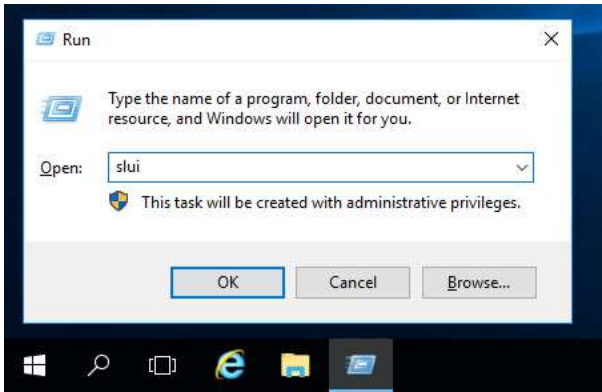 Run
Type the name of a program, folder, document, or Internet
resource, and Windows will open it for you.
Open: slui
This task will be created with administrative privileges.
OK Cancel Browse...